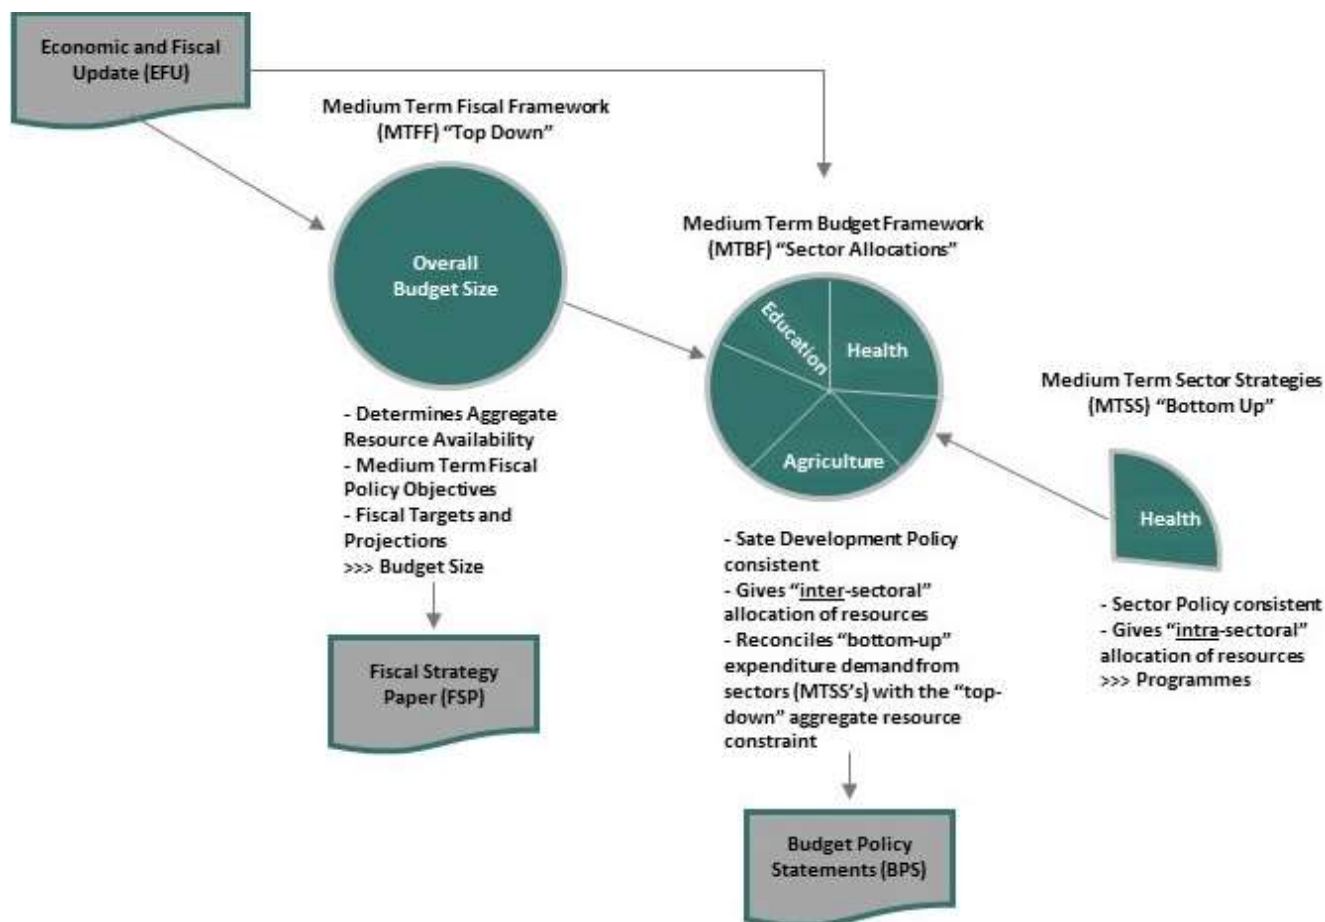 Economic and Fiscal
Update (EFU)
Medium Term Fiscal Framework
(MTFF) “Top Down”
Overall
Budget Size
- Determines Aggregate
Resource Availability
- Medium Term Fiscal
Policy Objectives
- Fiscal Targets and
Projections
>>> Budget Size
Fiscal Strategy
Paper (FSP)
Medium Term Budget Framework
(MTBF) “Sector Allocations”
Education
Health
Agriculture
- Sate Development Policy
consistent
- Gives “inter-sectoral”
allocation of resources
- Reconciles “bottom-up”
expenditure demand from
sectors (MTSS’s) with the “top-
down” aggregate resource
constraint
Budget Policy
Statements (BPS)
Medium Term Sector Strategies
(MTSS) “Bottom Up”
Health
- Sector Policy consistent
- Gives “intra-sectoral”
allocation of resources
>>> Programmes